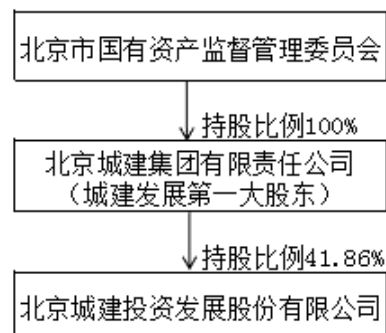 北京市国有资产监督管理委员会
持股比例100%
北京城建集团有限责任公司
（城建发展第一大股东）
持股比例41.86%
北京城建投资发展股份有限公司